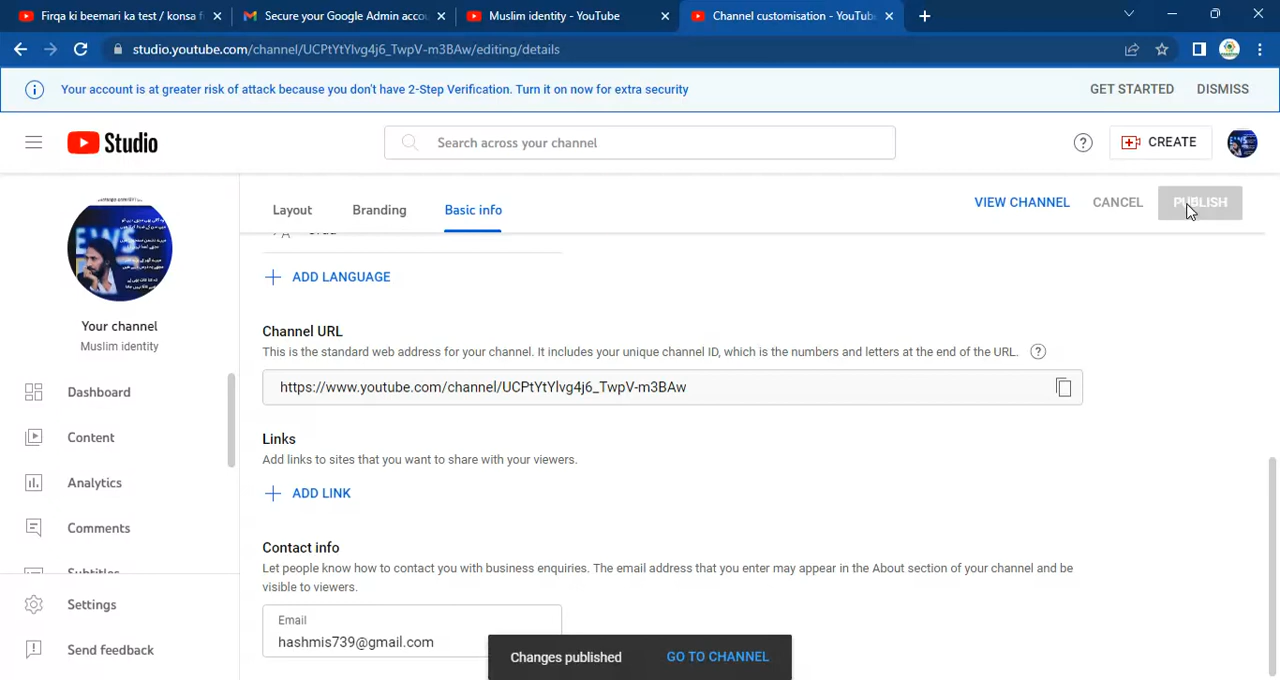 Firqa ki beemari ka test / konsa f
Secure your Google Admin acco
Muslim identity - YouTube
Channel customisation - YouTub
studio.youtube.com/channel/UCPtYtYlvg4j6_TwpV-m3BAw/editing/details
Your account is at greater risk of attack because you don't have 2-Step Verification. Turn it on now for extra security
GET STARTED
DISMISS
Studio
Search across your channel
CREATE
Layout
Branding
Basic info
VIEW CHANNEL
CANCEL
PUBLISH
ADD LANGUAGE
Channel URL
This is the standard web address for your channel. It includes your unique channel ID, which is the numbers and letters at the end of the URL.
https://www.youtube.com/channel/UCPtYtYlvg4j6_TwpV-m3BAw
Links
Add links to sites that you want to share with your viewers.
ADD LINK
Contact info
Let people know how to contact you with business enquiries. The email address that you enter may appear in the About section of your channel and be
visible to viewers.
Email
hashmis739@gmail.com
Your channel
Muslim identity
Dashboard
Content
Analytics
Comments
Subtitles
Settings
Send feedback
Changes published
GO TO CHANNEL